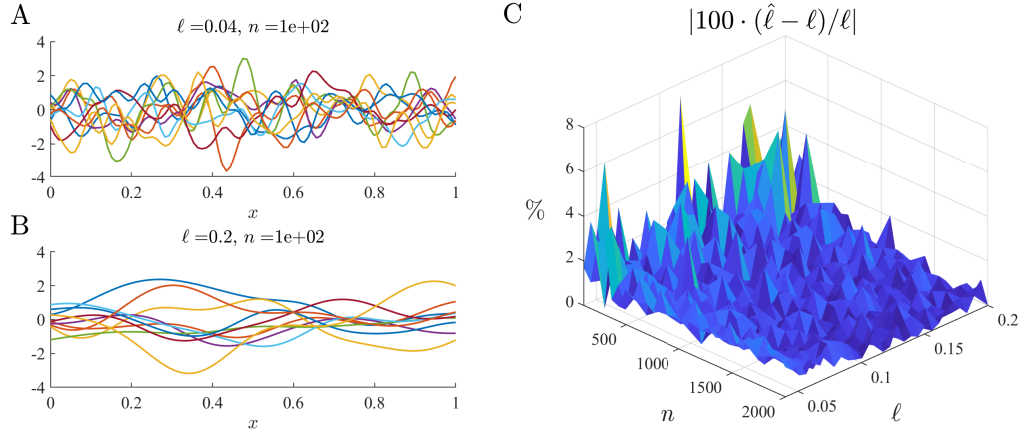 A
ℓ =0.04, n =1e+02
4
2
0
-2
-4
0 0.2 0.4 0.6 0.8 1
x
B
ℓ =0.2, n =1e+02
4
2
0
-2
-4
0 0.2 0.4 0.6 0.8 1
x
C
|100 · (ℓ̂ − ℓ)/ℓ|
8
6
4
2
0
%
500
1000
1500
2000
n
0.05
0.1
0.15
0.2
ℓ